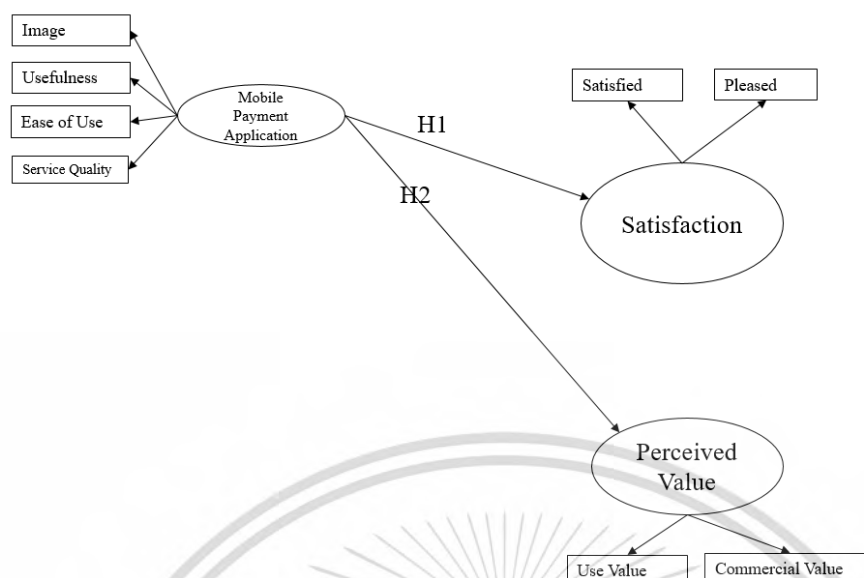 Image
Usefulness
Ease of Use
Service Quality
Mobile
Payment
Application
H1
H2
Satisfied
Pleased
Satisfaction
Perceived
Value
Use Value
Commercial Value